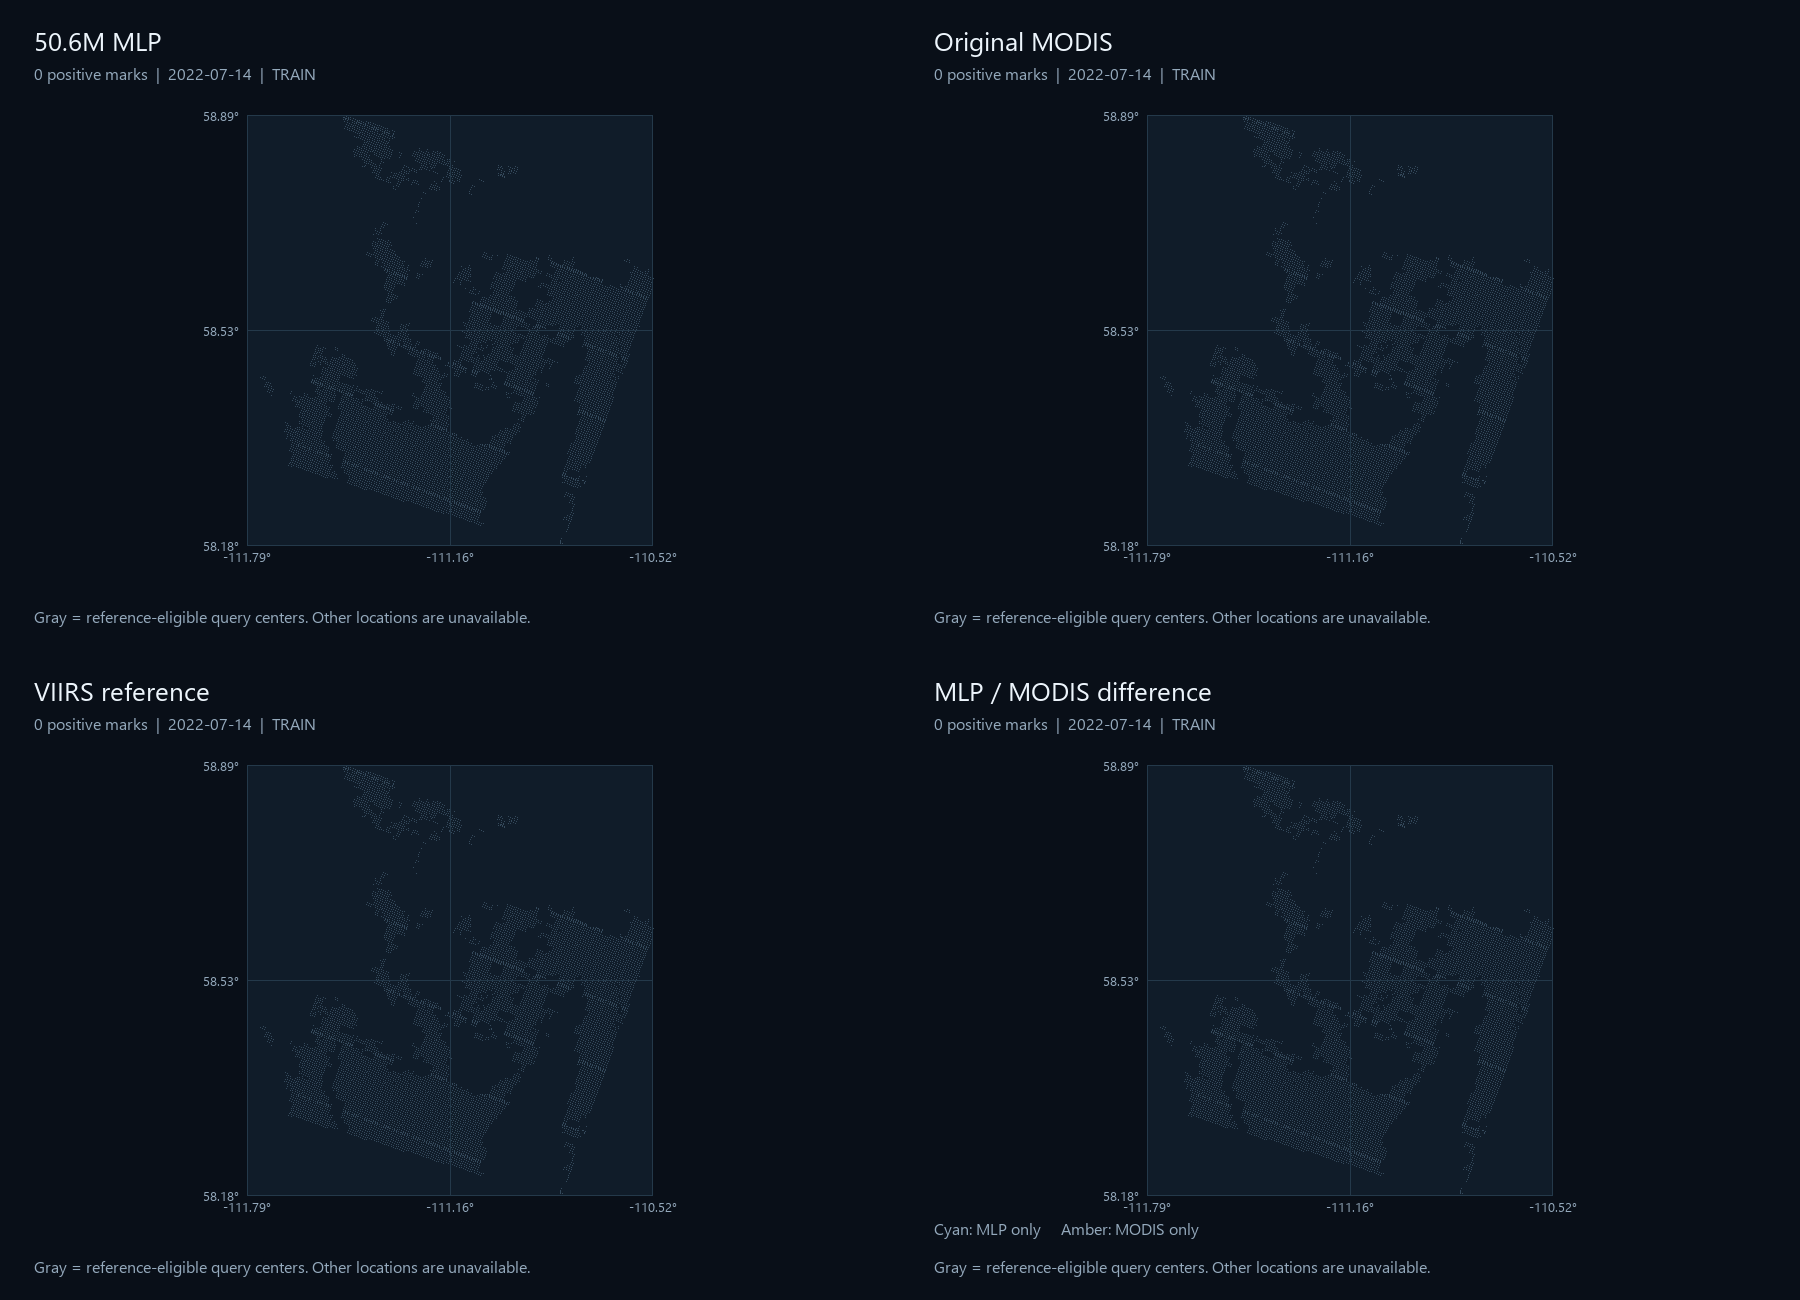 50.6M MLP
0 positive marks | 2022-07-14 | TRAIN
58.89°
58.53°
58.18°
-111.79°
-111.16°
-110.52°
Gray = reference-eligible query centers. Other locations are unavailable.
Original MODIS
0 positive marks | 2022-07-14 | TRAIN
58.89°
58.53°
58.18°
-111.79°
-111.16°
-110.52°
Gray = reference-eligible query centers. Other locations are unavailable.
VIIRS reference
0 positive marks | 2022-07-14 | TRAIN
58.89°
58.53°
58.18°
-111.79°
-111.16°
-110.52°
Gray = reference-eligible query centers. Other locations are unavailable.
MLP / MODIS difference
0 positive marks | 2022-07-14 | TRAIN
58.89°
58.53°
58.18°
-111.79°
-111.16°
-110.52°
Cyan: MLP only Amber: MODIS only
Gray = reference-eligible query centers. Other locations are unavailable.